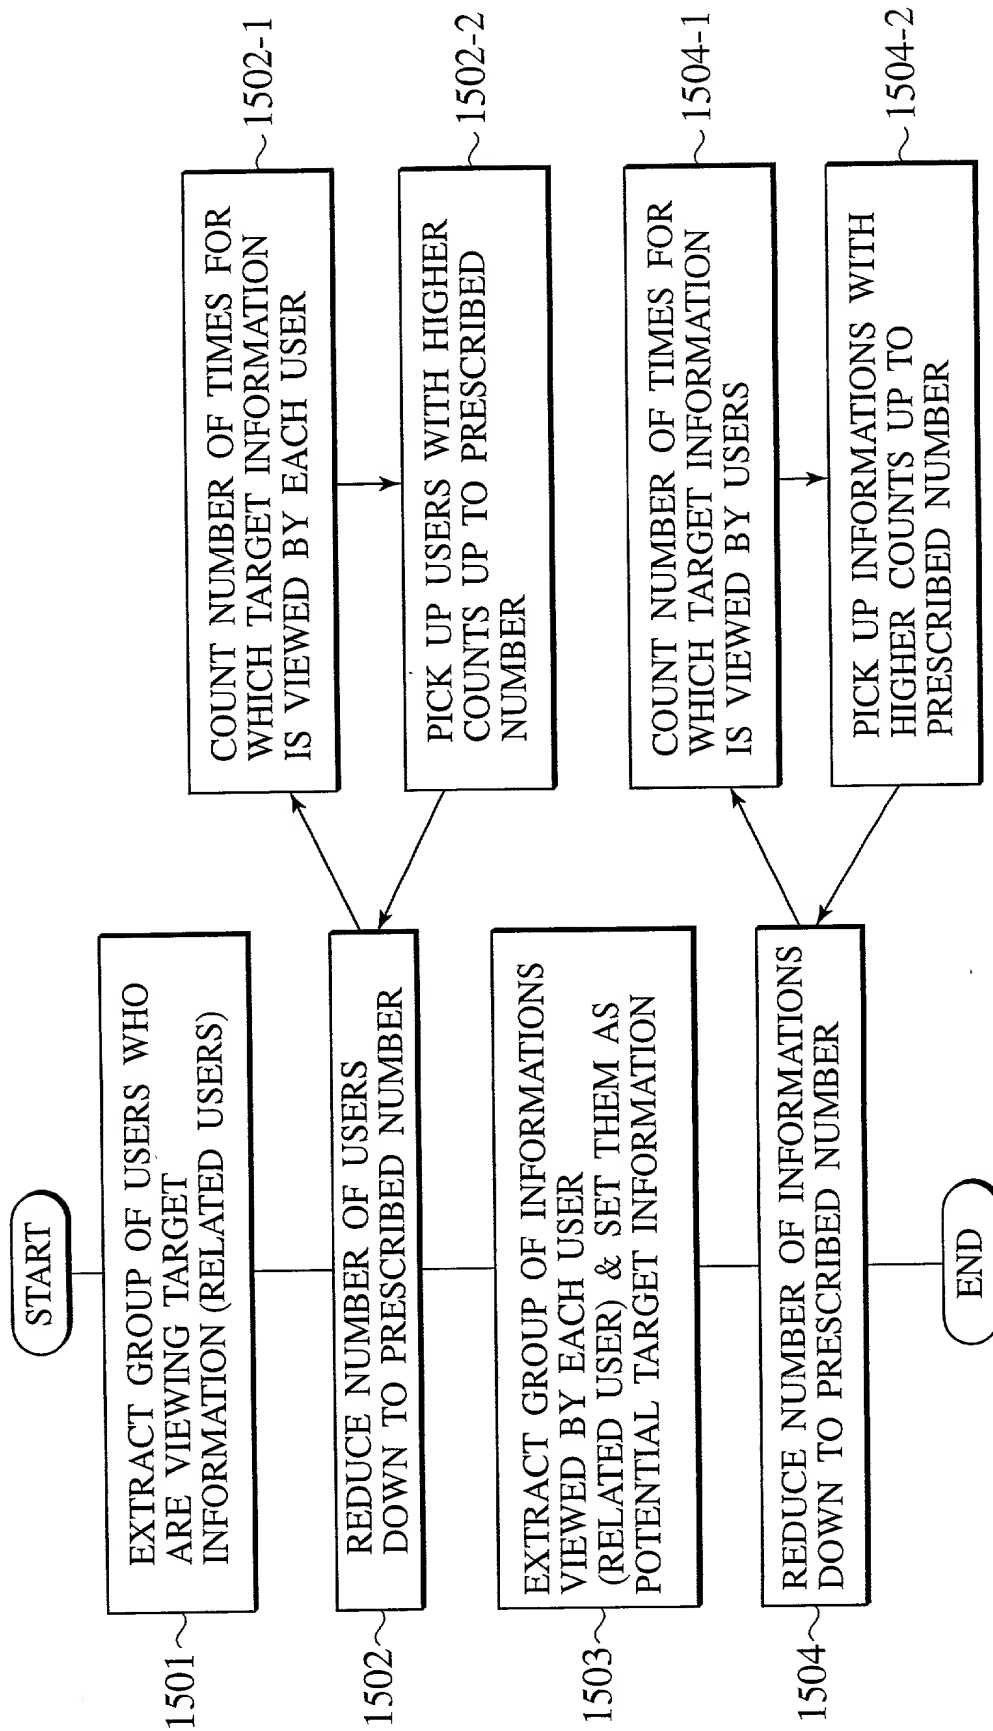 START
1501
EXTRACT GROUP OF USERS WHO
ARE VIEWING TARGET
INFORMATION (RELATED USERS)
1502
REDUCE NUMBER OF USERS
DOWN TO PRESCRIBED NUMBER
1502-1
COUNT NUMBER OF TIMES FOR
WHICH TARGET INFORMATION
IS VIEWED BY EACH USER
1502-2
PICK UP USERS WITH HIGHER
COUNTS UP TO PRESCRIBED
NUMBER
1503
EXTRACT GROUP OF INFORMATIONS
VIEWED BY EACH USER
(RELATED USER) & SET THEM AS
POTENTIAL TARGET INFORMATION
1504
REDUCE NUMBER OF INFORMATIONS
DOWN TO PRESCRIBED NUMBER
1504-1
COUNT NUMBER OF TIMES FOR
WHICH TARGET INFORMATION
IS VIEWED BY USERS
1504-2
PICK UP INFORMATIONS WITH
HIGHER COUNTS UP TO
PRESCRIBED NUMBER
END